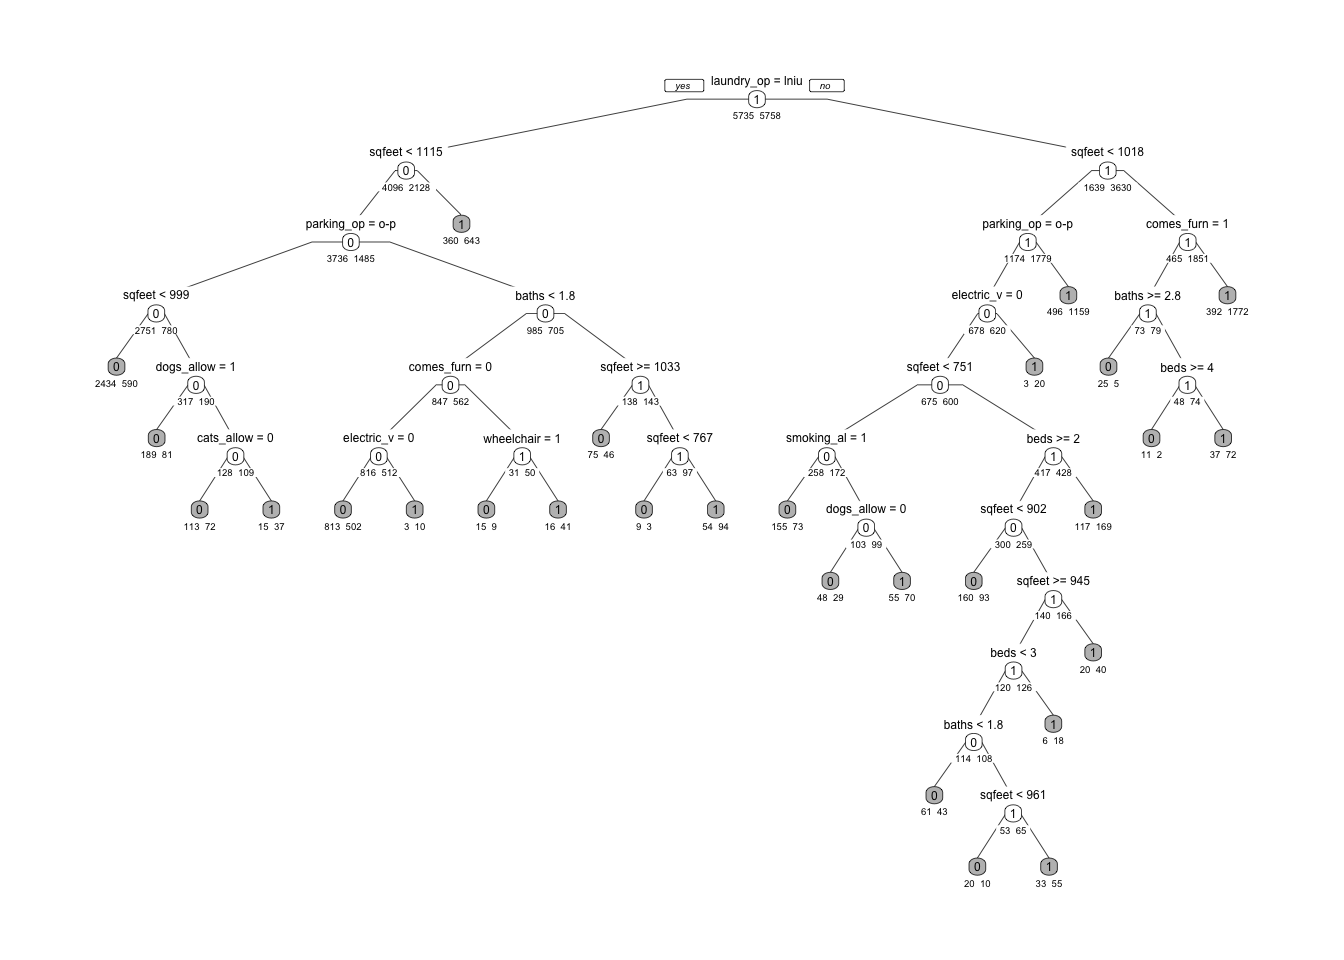 laundry_op = lniu
yes no
1
5735 5758
sqfeet < 1115 sqfeet < 1018
0 1
4096 2128 1639 3630
parking_op = o-p 1 parking_op = o-p comes_furn = 1
360 643
0 1 1
3736 1485 1174 1779 465 1851
sqfeet < 999 baths < 1.8 electric_v = 0 1 baths >= 2.8 1
496 1159 392 1772
0 0 0 1
2751 780 985 705 678 620 73 79
0 dogs_allow = 1 comes_furn = 0 sqfeet >= 1033 sqfeet < 751 1 0 beds >= 4
2434 590 3 20 25 5
0 0 1 0 1
317 190 847 562 138 143 675 600 48 74
0 cats_allow = 0 electric_v = 0 wheelchair = 1 0 sqfeet < 767 smoking_al = 1 beds >= 2 0 1
189 81 75 46 11 2 37 72
0 0 1 1 0 1
128 109 816 512 31 50 63 97 258 172 417 428
0 1 0 1 0 1 0 1 0 dogs_allow = 0 sqfeet < 902 1
113 72 15 37 813 502 3 10 15 9 16 41 9 3 54 94 155 73 117 169
0 0
103 99 300 259
0 1 0 sqfeet >= 945
48 29 55 70 160 93
1
140 166
beds < 3 1
20 40
1
120 126
baths < 1.8 1
6 18
0
114 108
0 sqfeet < 961
61 43
1
53 65
0 1
20 10 33 55